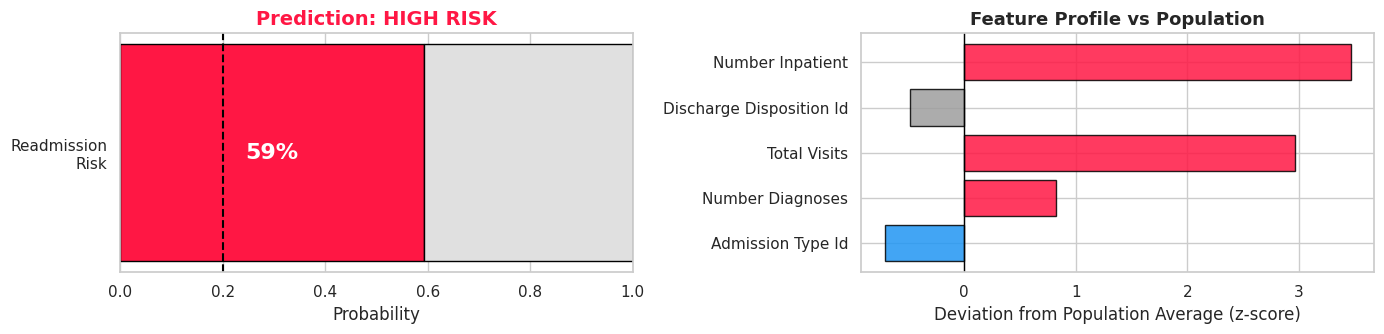 Prediction: HIGH RISK
Readmission
Risk
59%
0.0 0.2 0.4 0.6 0.8 1.0
Probability
Feature Profile vs Population
Number Inpatient
Discharge Disposition Id
Total Visits
Number Diagnoses
Admission Type Id
0 1 2 3
Deviation from Population Average (z-score)